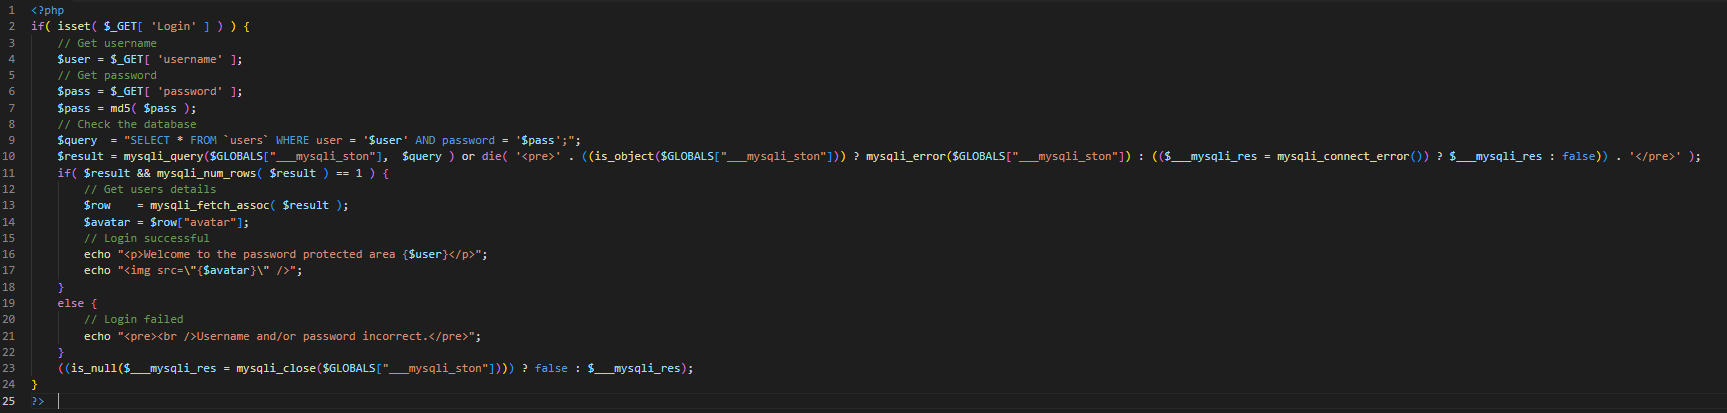 1 <?php
2 if( isset( $_GET[ 'Login' ] ) ) {
3     // Get username
4     $user = $_GET[ 'username' ];
5     // Get password
6     $pass = $_GET[ 'password' ];
7     $pass = md5( $pass );
8     // Check the database
9     $query  = "SELECT * FROM `users` WHERE user = '$user' AND password = '$pass';";
10     $result = mysqli_query($GLOBALS["___mysqli_ston"],  $query ) or die( '<pre>' . ((is_object($GLOBALS["___mysqli_ston"])) ? mysqli_error($GLOBALS["___mysqli_ston"]) : (($___mysqli_res = mysqli_connect_error()) ? $___mysqli_res : false)) . '</pre>' );
11     if( $result && mysqli_num_rows( $result ) == 1 ) {
12         // Get users details
13         $row    = mysqli_fetch_assoc( $result );
14         $avatar = $row["avatar"];
15         // Login successful
16         echo "<p>Welcome to the password protected area {$user}</p>";
17         echo "<img src=\"{$avatar}\" />";
18     }
19     else {
20         // Login failed
21         echo "<pre><br />Username and/or password incorrect.</pre>";
22     }
23     ((is_null($___mysqli_res = mysqli_close($GLOBALS["___mysqli_ston"]))) ? false : $___mysqli_res);
24 }
25 ?>